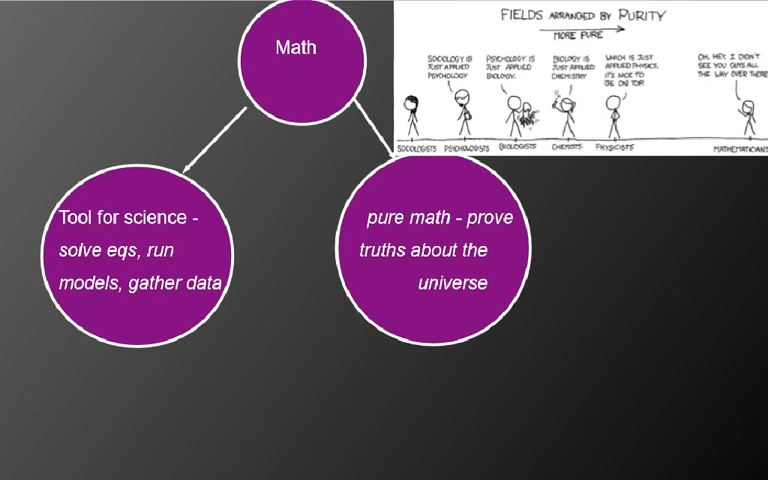 Math
FIELDS ARRANGED BY PURITY
MORE PURE
SOCIOLOGY IS
JUST APPLIED
PSYCHOLOGY
PSYCHOLOGY IS
JUST APPLIED
BIOLOGY.
BIOLOGY IS
JUST APPLIED
CHEMISTRY
WHICH IS JUST
APPLIED PHYSICS.
IT'S NICE TO
BE ON TOP.
OH, HEY, I DIDN'T
SEE YOU GUYS ALL
THE WAY OVER THERE
SOCIOLOGISTS
PSYCHOLOGISTS
BIOLOGISTS
CHEMISTS
PHYSICISTS
MATHEMATICIANS
Tool for science -
solve eqs, run
models, gather data
pure math - prove
truths about the
universe